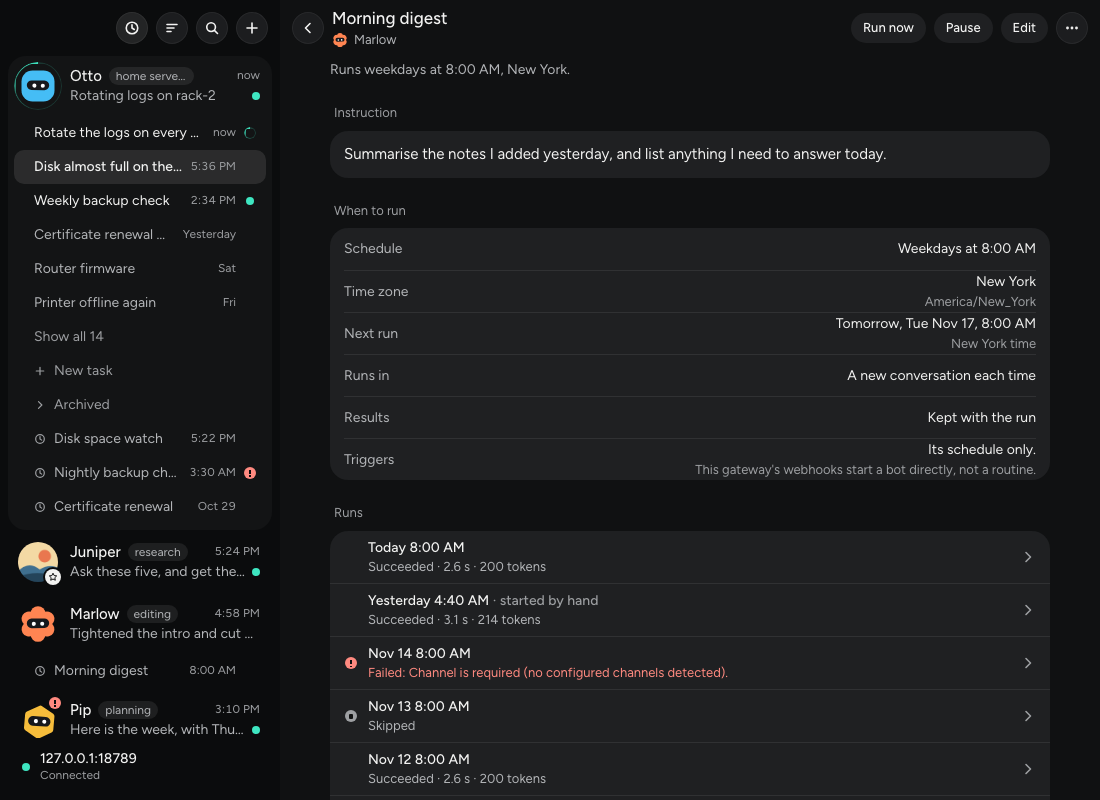 Otto home serve... now
Rotating logs on rack-2
Rotate the logs on every ... now
Disk almost full on the... 5:36 PM
Weekly backup check 2:34 PM
Certificate renewal ... Yesterday
Router firmware Sat
Printer offline again Fri
Show all 14
New task
Archived
Disk space watch 5:22 PM
Nightly backup ch... 3:30 AM
Certificate renewal Oct 29
Juniper research 5:24 PM
Ask these five, and get the...
Marlow editing 4:58 PM
Tightened the intro and cut ...
Morning digest 8:00 AM
Pip planning 3:10 PM
Here is the week, with Thu...
127.0.0.1:18789
Connected
Morning digest
Marlow
Run now Pause Edit
Runs weekdays at 8:00 AM, New York.
Instruction
Summarise the notes I added yesterday, and list anything I need to answer today.
When to run
Schedule Weekdays at 8:00 AM
Time zone New York
America/New_York
Next run Tomorrow, Tue Nov 17, 8:00 AM
New York time
Runs in A new conversation each time
Results Kept with the run
Triggers Its schedule only.
This gateway's webhooks start a bot directly, not a routine.
Runs
Today 8:00 AM
Succeeded · 2.6 s · 200 tokens
Yesterday 4:40 AM · started by hand
Succeeded · 3.1 s · 214 tokens
Nov 14 8:00 AM
Failed: Channel is required (no configured channels detected).
Nov 13 8:00 AM
Skipped
Nov 12 8:00 AM
Succeeded · 2.6 s · 200 tokens